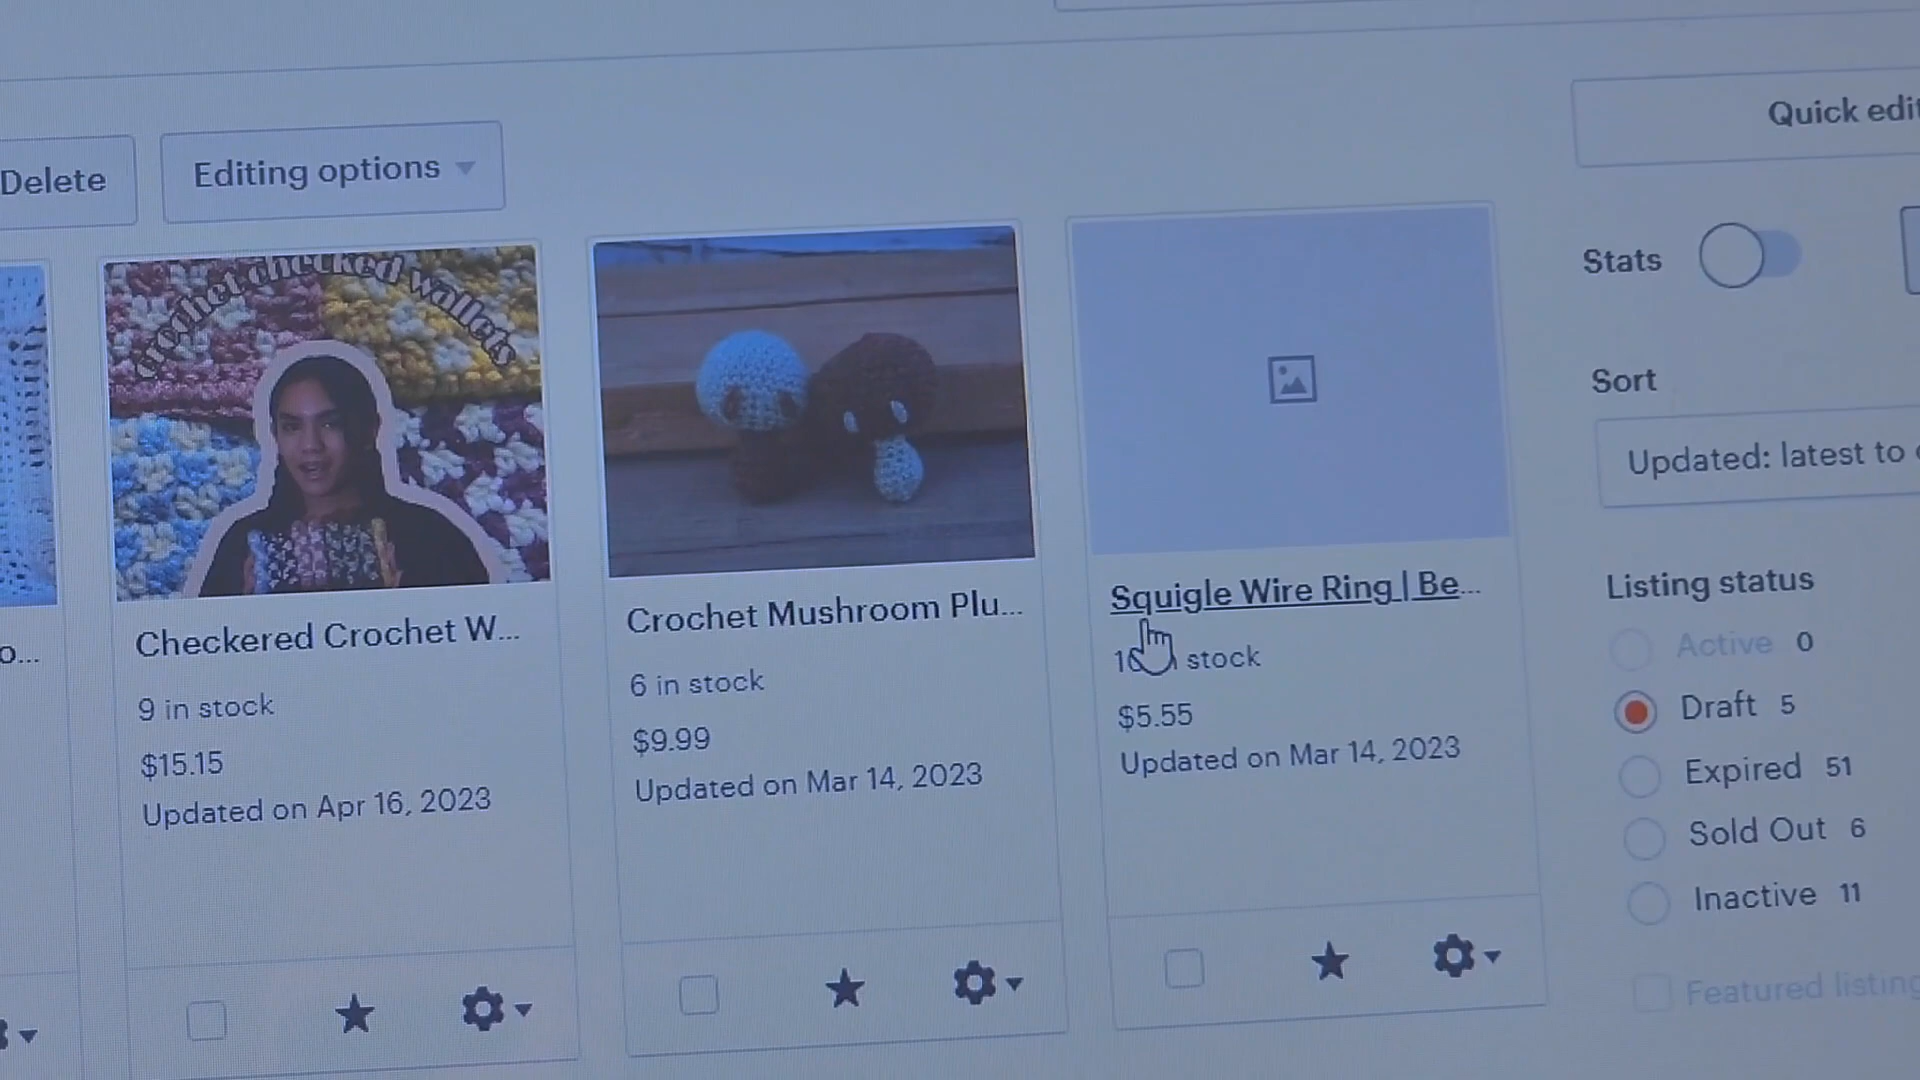 Quick edit
Delete
Editing options
Stats
crochet checked wallets
Sort
Updated: latest to
Squigle Wire Ring | Be...
Listing status
Crochet Mushroom Plu...
Checkered Crochet W...
o...
Active 0
stock
6 in stock
9 in stock
Draft 5
$5.55
$9.99
$15.15
Updated on Mar 14, 2023
Updated on Mar 14, 2023
Updated on Apr 16, 2023
Expired 51
Sold Out 6
Inactive 11
Featured listing